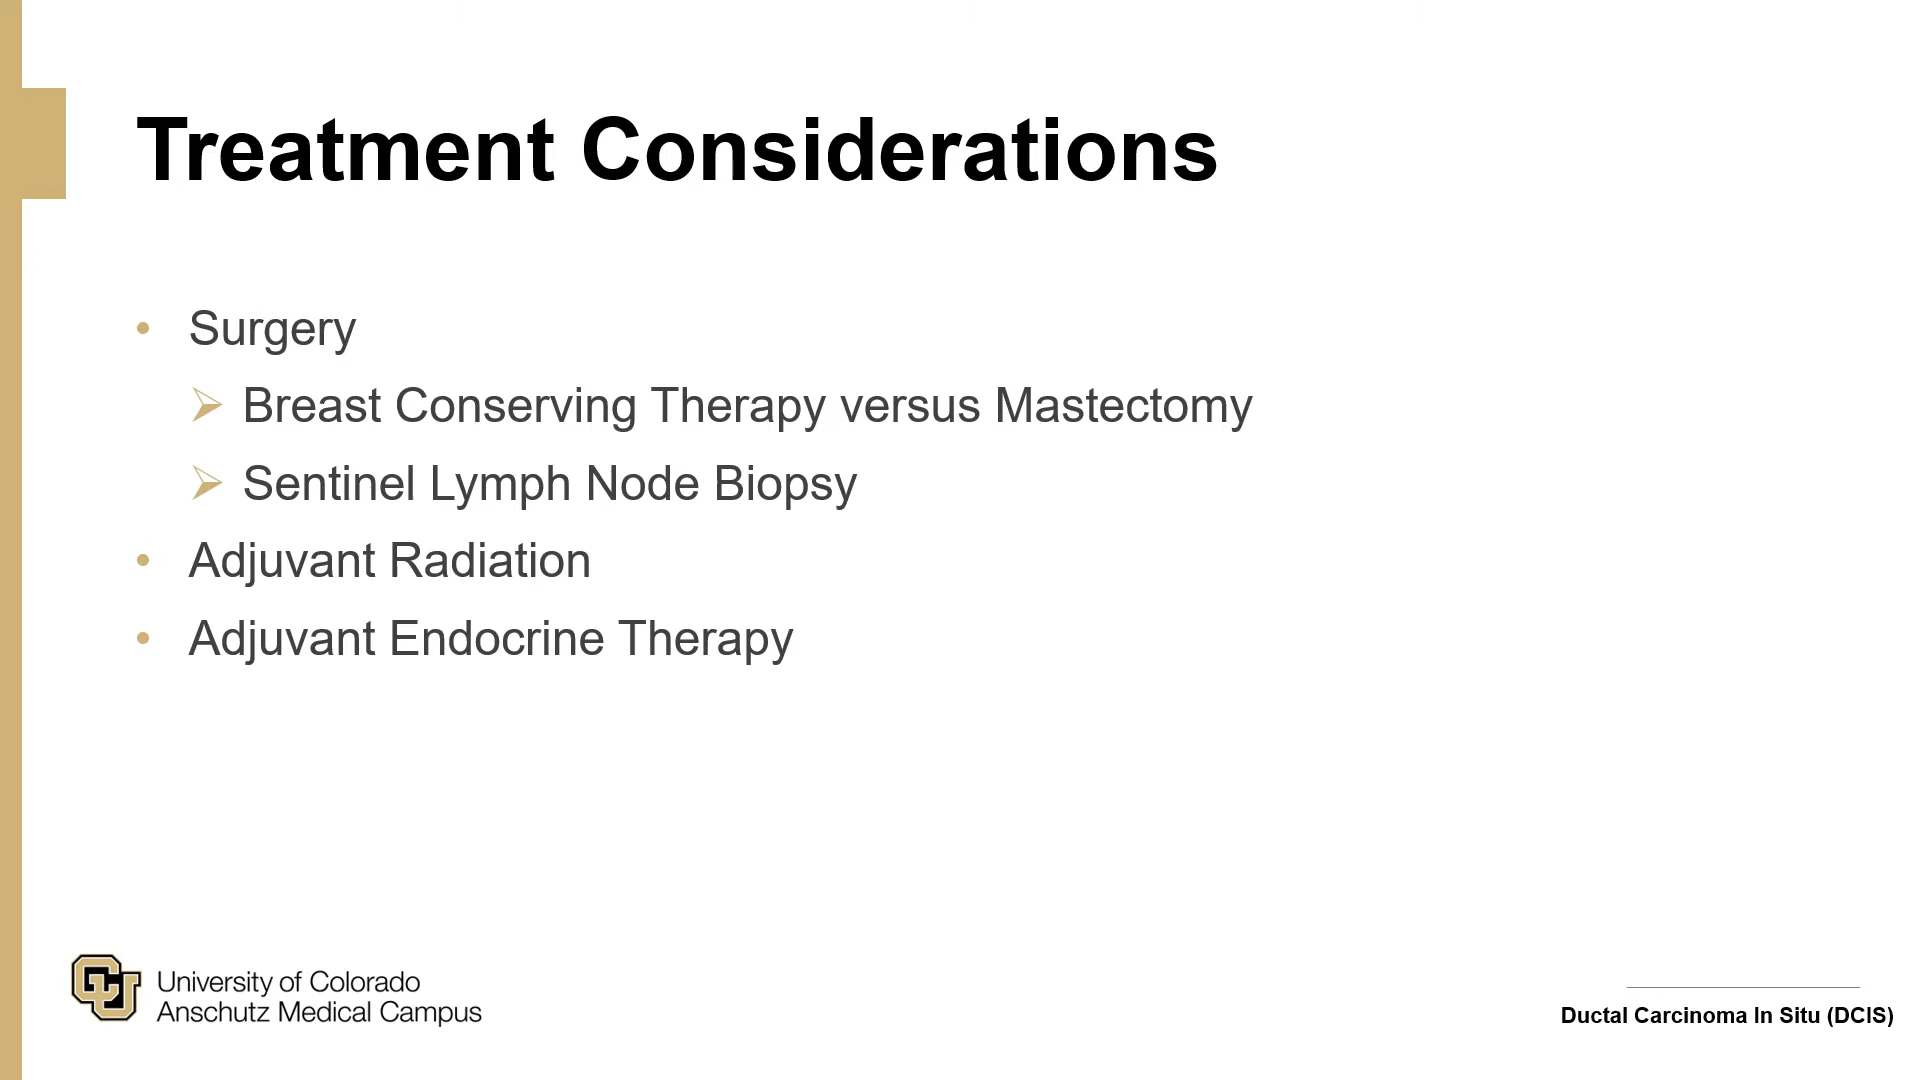 Treatment Considerations
• Surgery
➢ Breast Conserving Therapy versus Mastectomy
➢ Sentinel Lymph Node Biopsy
• Adjuvant Radiation
• Adjuvant Endocrine Therapy
CU
University of Colorado
Anschutz Medical Campus
Ductal Carcinoma In Situ (DCIS)